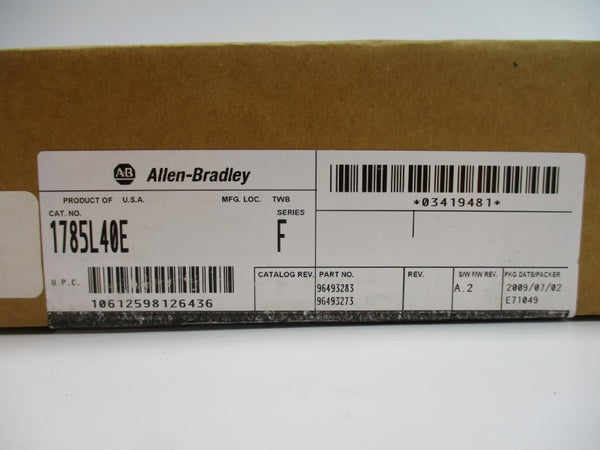 AB Allen-Bradley
*03419481*
PRODUCT OF U.S.A. MFG. LOC. TWB
CAT. NO. SERIES
1785L40E F
U.P.C.
10612598126436
CATALOG REV. PART NO. REV. S/W F/W REV. PKG DATE/PACKER
96493283 A.2 2009/07/02
96493273 E71049